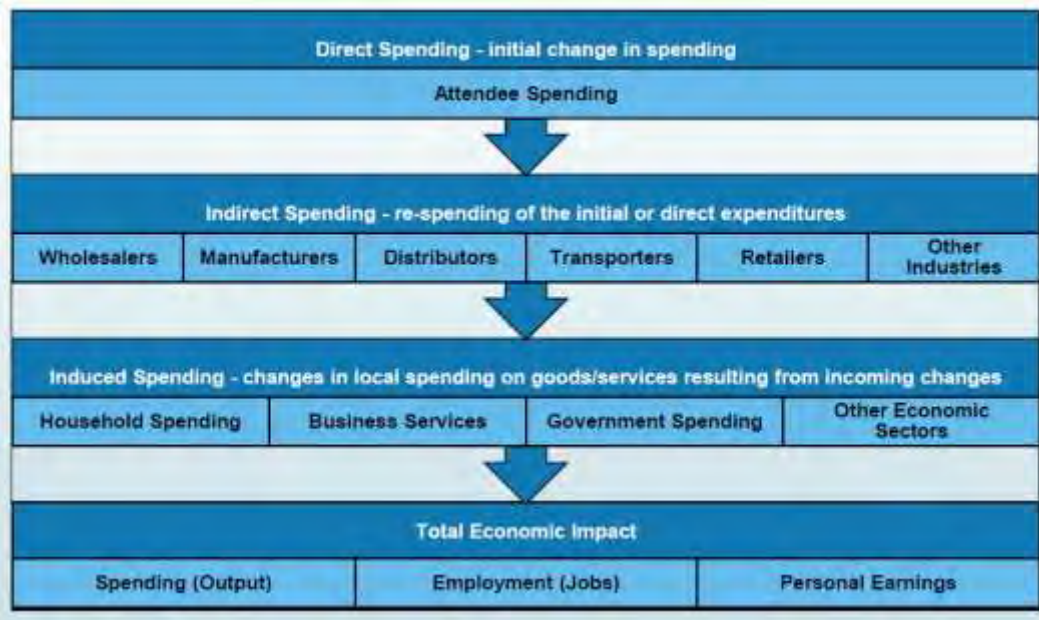 Direct Spending - initial change in spending
Attendee Spending
Indirect Spending - re-spending of the initial or direct expenditures
Wholesalers Manufacturers Distributors Transporters Retailers Other Industries
Induced Spending - changes in local spending on goods/services resulting from incoming changes
Household Spending Business Services Government Spending Other Economic Sectors
Total Economic Impact
Spending (Output) Employment (Jobs) Personal Earnings